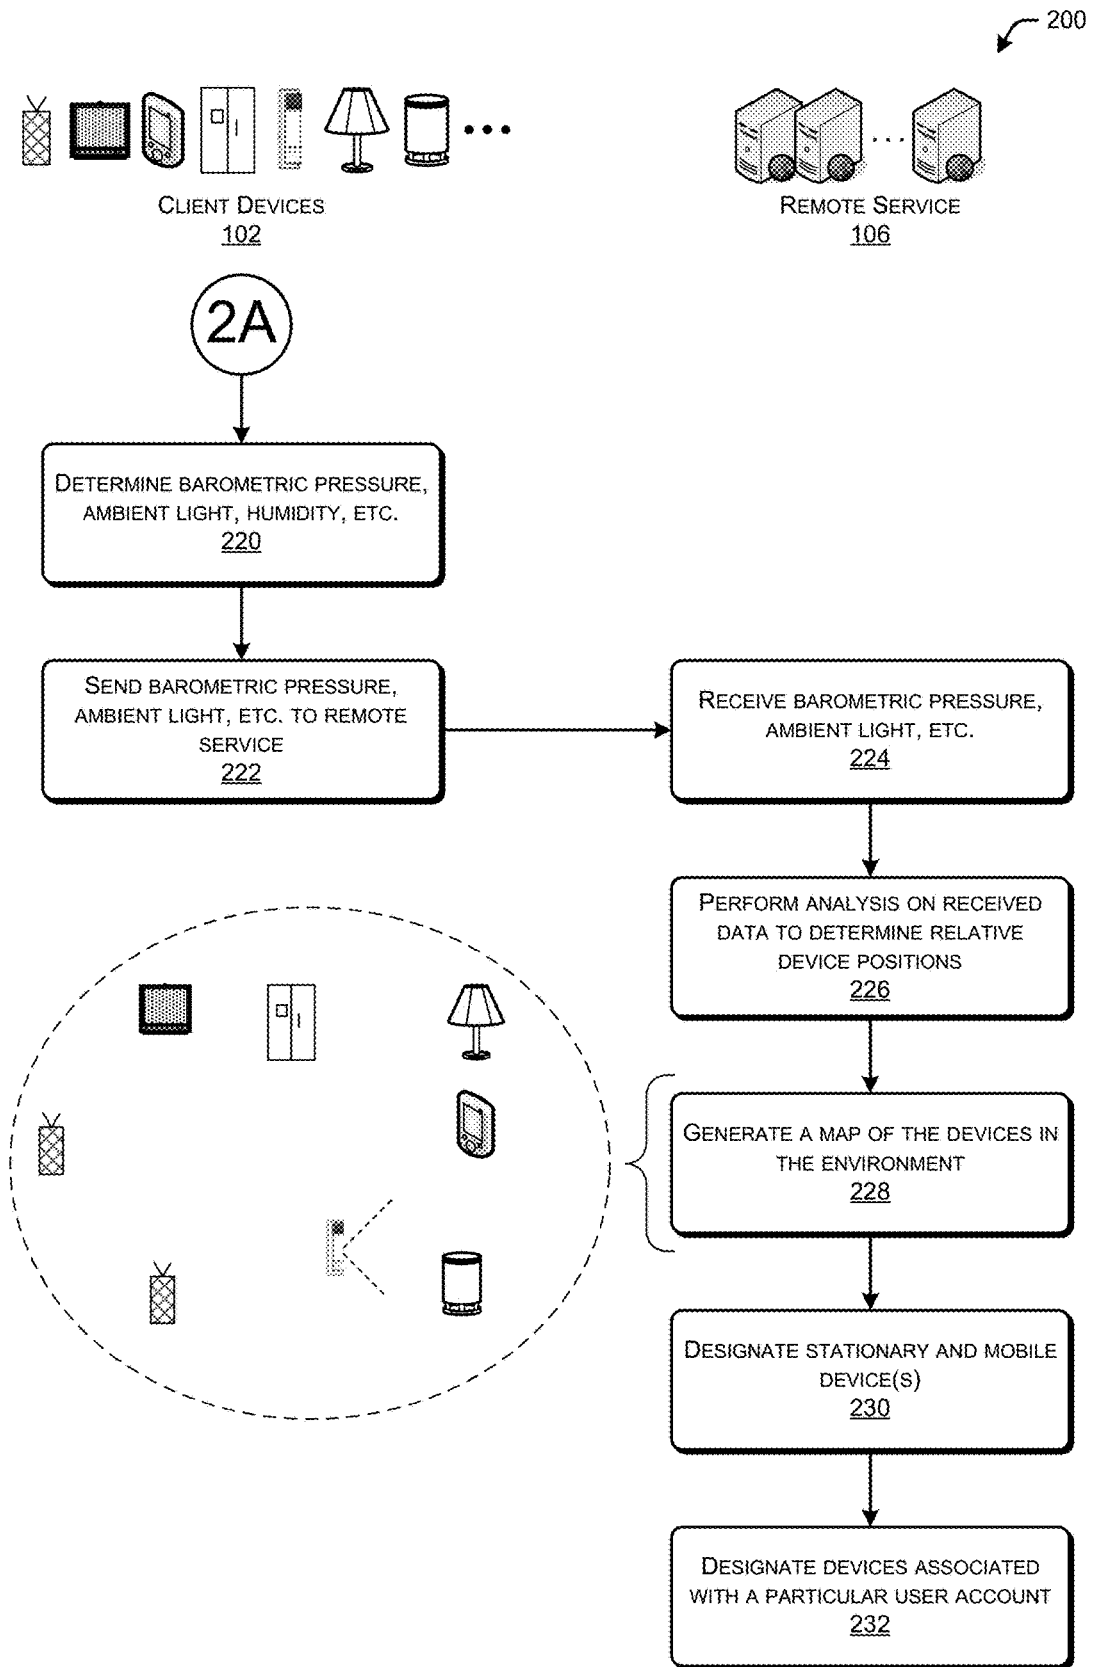 200
CLIENT DEVICES
102
REMOTE SERVICE
106
2A
DETERMINE BAROMETRIC PRESSURE,
AMBIENT LIGHT, HUMIDITY, ETC.
220
SEND BAROMETRIC PRESSURE,
AMBIENT LIGHT, ETC. TO REMOTE
SERVICE
222
RECEIVE BAROMETRIC PRESSURE,
AMBIENT LIGHT, ETC.
224
PERFORM ANALYSIS ON RECEIVED
DATA TO DETERMINE RELATIVE
DEVICE POSITIONS
226
GENERATE A MAP OF THE DEVICES IN
THE ENVIRONMENT
228
DESIGNATE STATIONARY AND MOBILE
DEVICE(S)
230
DESIGNATE DEVICES ASSOCIATED
WITH A PARTICULAR USER ACCOUNT
232